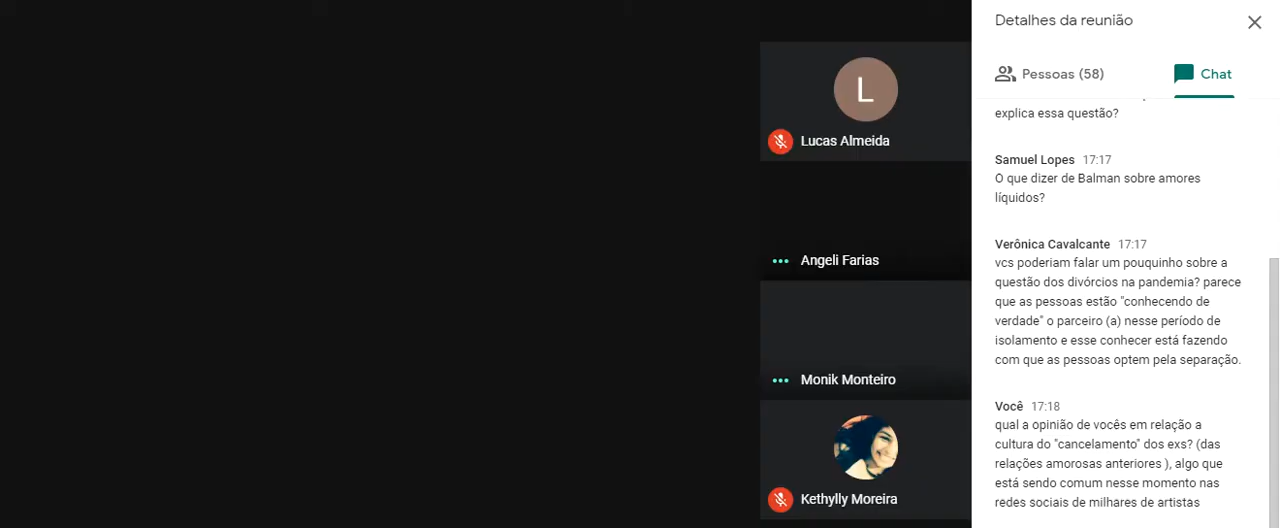 Detalhes da reunião
Pessoas (58)
Chat
explica essa questão?
Samuel Lopes 17:17
O que dizer de Balman sobre amores
líquidos?
Verônica Cavalcante 17:17
vcs poderiam falar um pouquinho sobre a
questão dos divórcios na pandemia? parece
que as pessoas estão "conhecendo de
verdade" o parceiro (a) nesse período de
isolamento e esse conhecer está fazendo
com que as pessoas optem pela separação.
Você 17:18
qual a opinião de vocês em relação a
cultura do "cancelamento" dos exs? (das
relações amorosas anteriores ), algo que
está sendo comum nesse momento nas
redes sociais de milhares de artistas
L
Lucas Almeida
Angeli Farias
Monik Monteiro
Kethylly Moreira